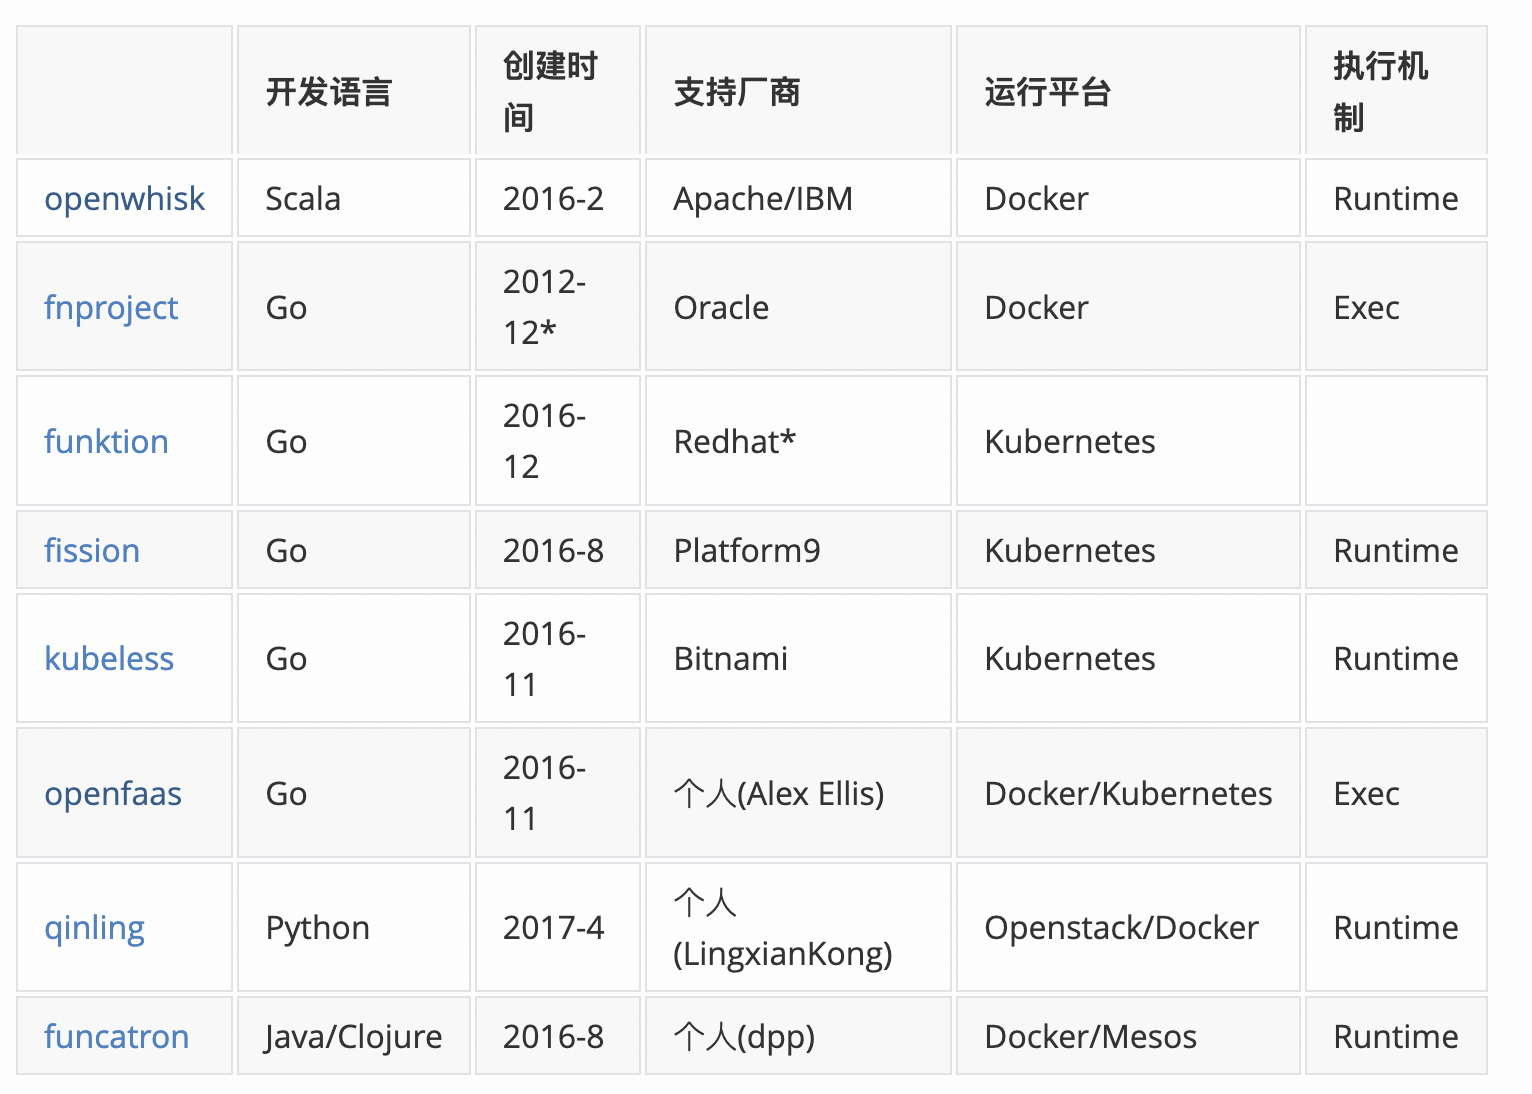 开发语言 创建时间 支持厂商 运行平台 执行机制
openwhisk Scala 2016-2 Apache/IBM Docker Runtime
fnproject Go 2012-12* Oracle Docker Exec
funktion Go 2016-12 Redhat* Kubernetes
fission Go 2016-8 Platform9 Kubernetes Runtime
kubeless Go 2016-11 Bitnami Kubernetes Runtime
openfaas Go 2016-11 个人(Alex Ellis) Docker/Kubernetes Exec
qinling Python 2017-4 个人(LingxianKong) Openstack/Docker Runtime
funcatron Java/Clojure 2016-8 个人(dpp) Docker/Mesos Runtime